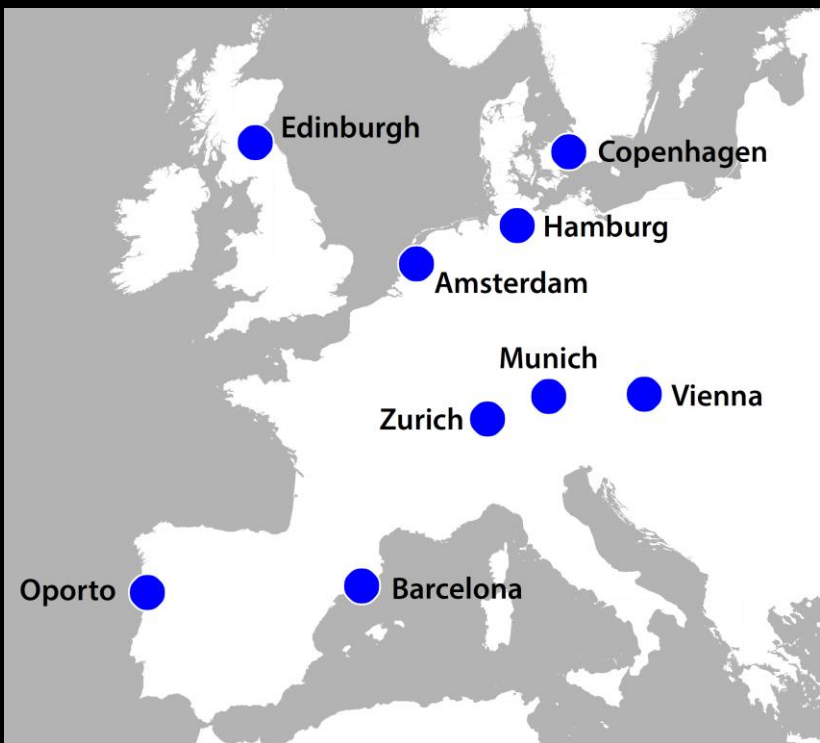 Edinburgh
Copenhagen
Hamburg
Amsterdam
Munich
Vienna
Zurich
Oporto
Barcelona